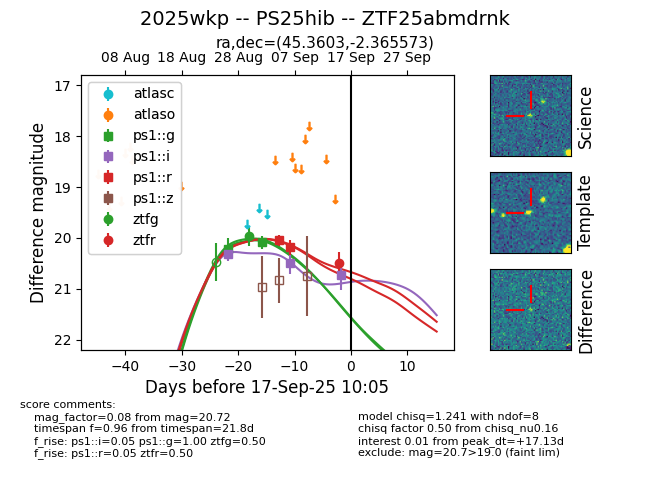 2025wkp -- PS25hib -- ZTF25abmdrnk
ra,dec=(45.3603,-2.365573)
08 Aug 18 Aug 28 Aug 07 Sep 17 Sep 27 Sep
17
18
19
20
21
22
Difference magnitude
atlasc
atlaso
ps1::g
ps1::i
ps1::r
ps1::z
ztfg
ztfr
−40 −30 −20 −10 0 10
Days before 17-Sep-25 10:05
Science
Template
Difference
score comments:
mag_factor=0.08 from mag=20.72
timespan f=0.96 from timespan=21.8d
f_rise: ps1::i=0.05 ps1::g=1.00 ztfg=0.50
f_rise: ps1::r=0.05 ztfr=0.50
model chisq=1.241 with ndof=8
chisq factor 0.50 from chisq_nu0.16
interest 0.01 from peak_dt=+17.13d
exclude: mag=20.7>19.0 (faint lim)